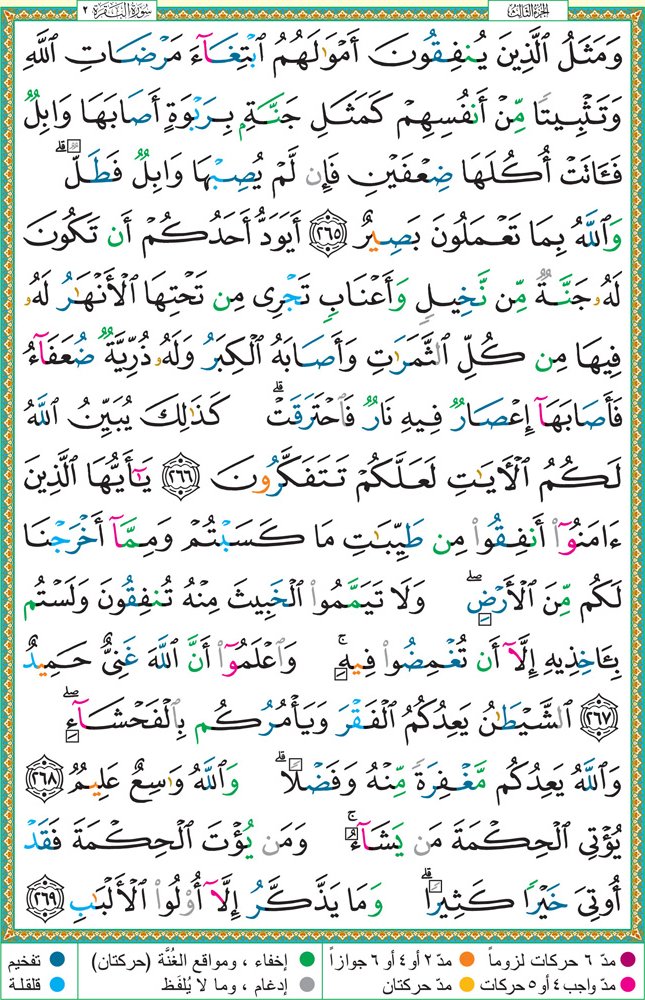 الجزء الثالث
سورة البقرة ٢
وَمَثَلُ الَّذِينَ يُنفِقُونَ أَمْوَٰلَهُمُ ٱبْتِغَآءَ مَرْضَاتِ اللَّهِ
وَتَثْبِيتًا مِّنْ أَنفُسِهِمْ كَمَثَلِ جَنَّةٍۭ بِرَبْوَةٍ أَصَابَهَا وَابِلٌ
فَـَٔاتَتْ أُكُلَهَا ضِعْفَيْنِ فَإِن لَّمْ يُصِبْهَا وَابِلٌ فَطَلٌّ ۗ
وَٱللَّهُ بِمَا تَعْمَلُونَ بَصِيرٌ ﴿٢٦٥﴾ أَيَوَدُّ أَحَدُكُمْ أَن تَكُونَ
لَهُۥ جَنَّةٌ مِّن نَّخِيلٍ وَأَعْنَابٍ تَجْرِى مِن تَحْتِهَا ٱلْأَنْهَٰرُ لَهُۥ
فِيهَا مِن كُلِّ ٱلثَّمَرَٰتِ وَأَصَابَهُ ٱلْكِبَرُ وَلَهُۥ ذُرِّيَّةٌ ضُعَفَآءُ
فَأَصَابَهَآ إِعْصَارٌ فِيهِ نَارٌ فَٱحْتَرَقَتْ ۗ كَذَٰلِكَ يُبَيِّنُ ٱللَّهُ
لَكُمُ ٱلْأَيَٰتِ لَعَلَّكُمْ تَتَفَكَّرُونَ ﴿٢٦٦﴾ يَٰٓأَيُّهَا ٱلَّذِينَ
ءَامَنُوٓا۟ أَنفِقُوا۟ مِن طَيِّبَٰتِ مَا كَسَبْتُمْ وَمِمَّآ أَخْرَجْنَا
لَكُم مِّنَ ٱلْأَرْضِ ۖ وَلَا تَيَمَّمُوا۟ ٱلْخَبِيثَ مِنْهُ تُنفِقُونَ وَلَسْتُم
بِـَٔاخِذِيهِ إِلَّآ أَن تُغْمِضُوا۟ فِيهِ ۚ وَٱعْلَمُوٓا۟ أَنَّ ٱللَّهَ غَنِىٌّ حَمِيدٌ
﴿٢٦٧﴾ ٱلشَّيْطَٰنُ يَعِدُكُمُ ٱلْفَقْرَ وَيَأْمُرُكُم بِٱلْفَحْشَآءِ ۖ
وَٱللَّهُ يَعِدُكُم مَّغْفِرَةً مِّنْهُ وَفَضْلًا ۗ وَٱللَّهُ وَٰسِعٌ عَلِيمٌ ﴿٢٦٨﴾
يُؤْتِى ٱلْحِكْمَةَ مَن يَشَآءُ ۚ وَمَن يُؤْتَ ٱلْحِكْمَةَ فَقَدْ
أُوتِىَ خَيْرًا كَثِيرًا ۗ وَمَا يَذَّكَّرُ إِلَّآ أُو۟لُوا۟ ٱلْأَلْبَٰبِ ﴿٢٦٩﴾
مدّ ٦ حركات لزوماً
مدّ ٢ أو ٤ أو ٦ جوازاً
إخفاء ، ومواقع الغُنَّة (حركتان)
تفخيم
مدّ واجب ٤ أو ٥ حركات
مدّ حركتان
إدغام ، وما لا يُلفَظ
قلقلة